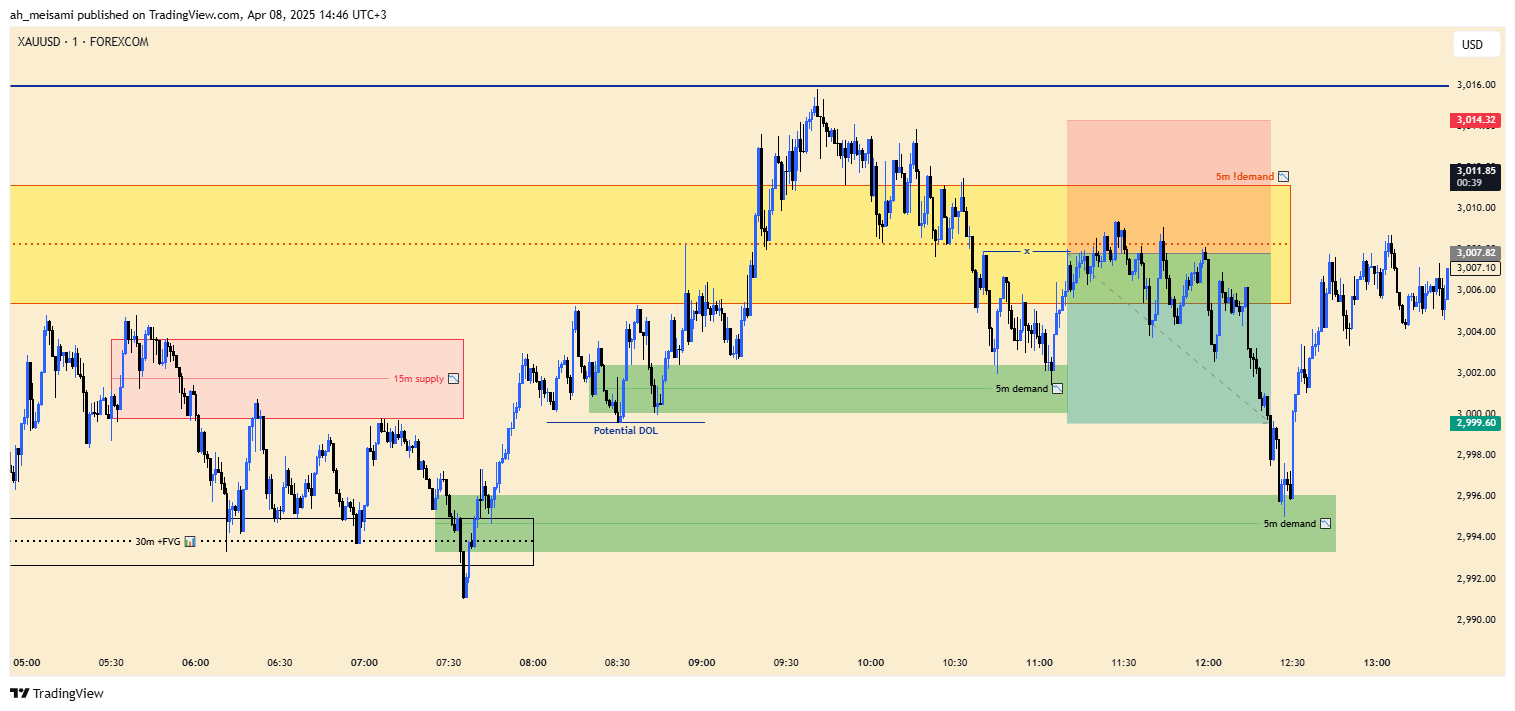 ah_meisami published on TradingView.com, Apr 08, 2025 14:46 UTC+3
XAUUSD · 1 · FOREXCOM
USD
3,016.00
3,014.32
3,011.85
00:39
5m !demand
3,010.00
x
3,007.82
3,007.10
3,006.00
3,004.00
15m supply
3,002.00
5m demand
3,000.00
2,999.60
Potential DOL
2,998.00
2,996.00
5m demand
30m +FVG
2,994.00
2,992.00
2,990.00
05:00 05:30 06:00 06:30 07:00 07:30 08:00 08:30 09:00 09:30 10:00 10:30 11:00 11:30 12:00 12:30 13:00
TradingView